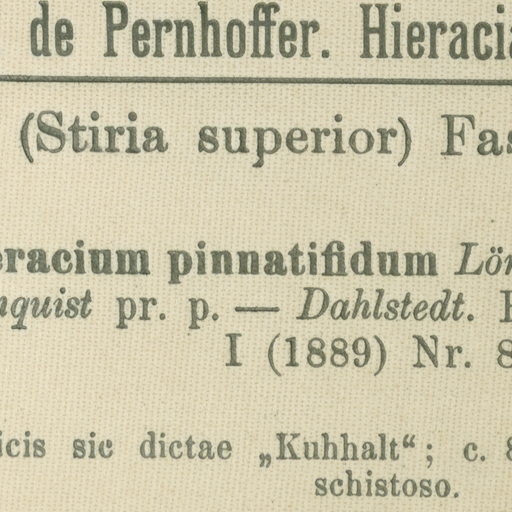 de Pernhoffer. Hieracia
(Stiria superior) Fas
eracium pinnatifidum Lön
nquist pr. p. — Dahlstedt.
I (1889) Nr. 8
icis sic dictae „Kuhhalt“; c. 8
schistoso.